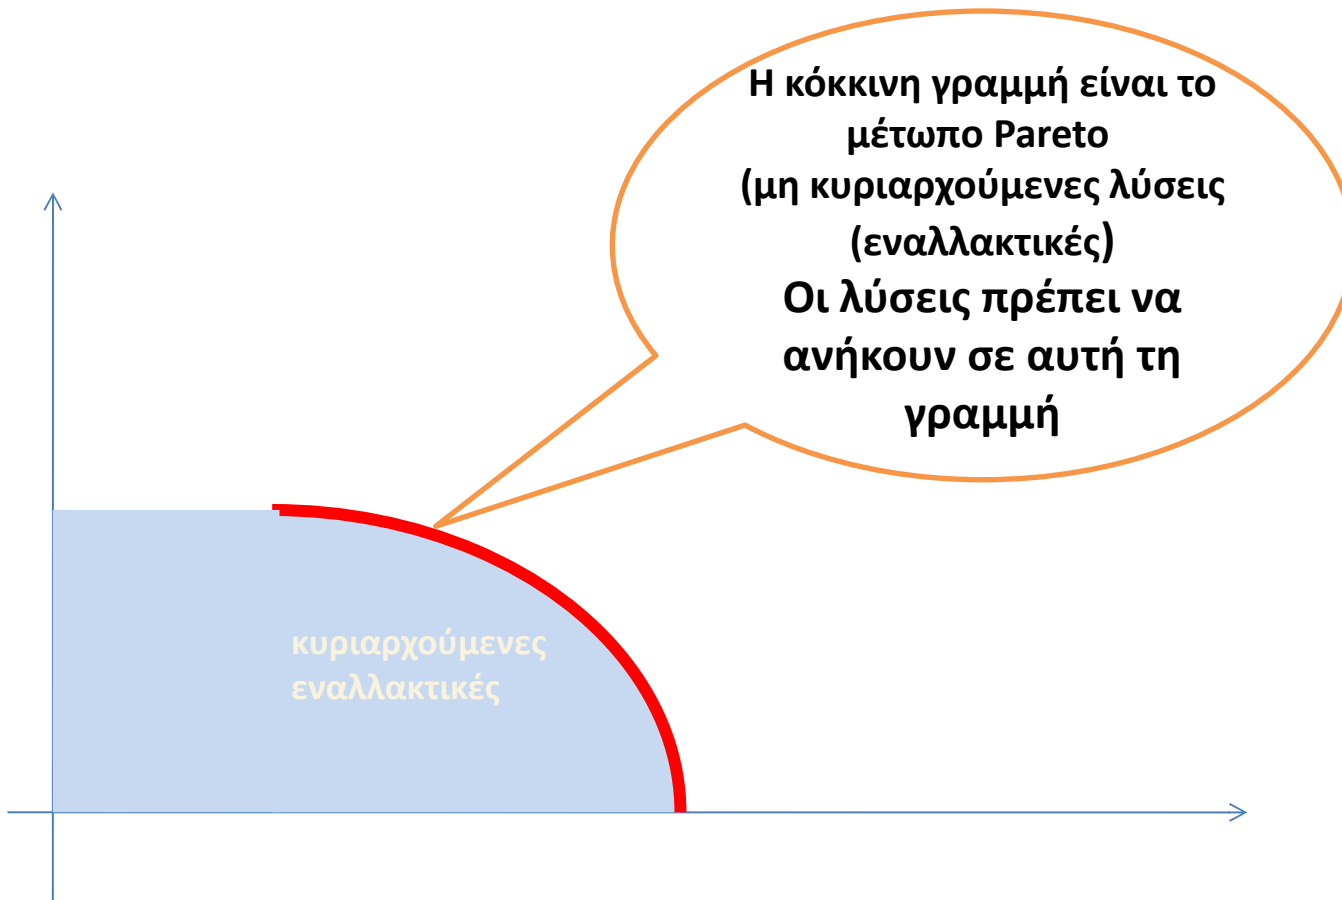 Η κόκκινη γραμμή είναι το
μέτωπο Pareto
(μη κυριαρχούμενες λύσεις
(εναλλακτικές)
Οι λύσεις πρέπει να
ανήκουν σε αυτή τη
γραμμή
κυριαρχούμενες
εναλλακτικές